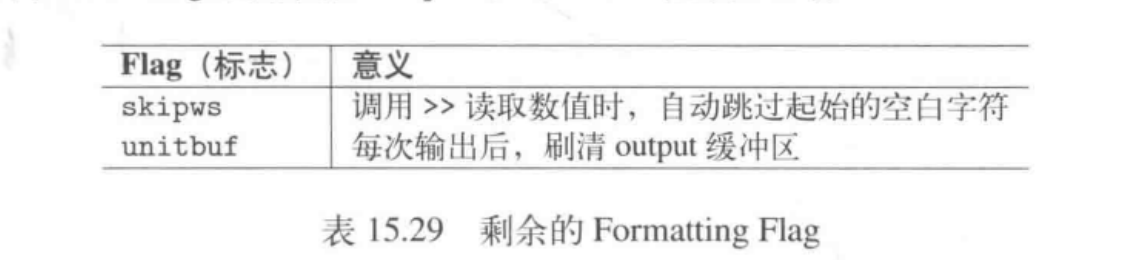 Flag（标志） 意义
skipws 调用 >> 读取数值时，自动跳过起始的空白字符
unitbuf 每次输出后，刷清 output 缓冲区
表 15.29 剩余的 Formatting Flag